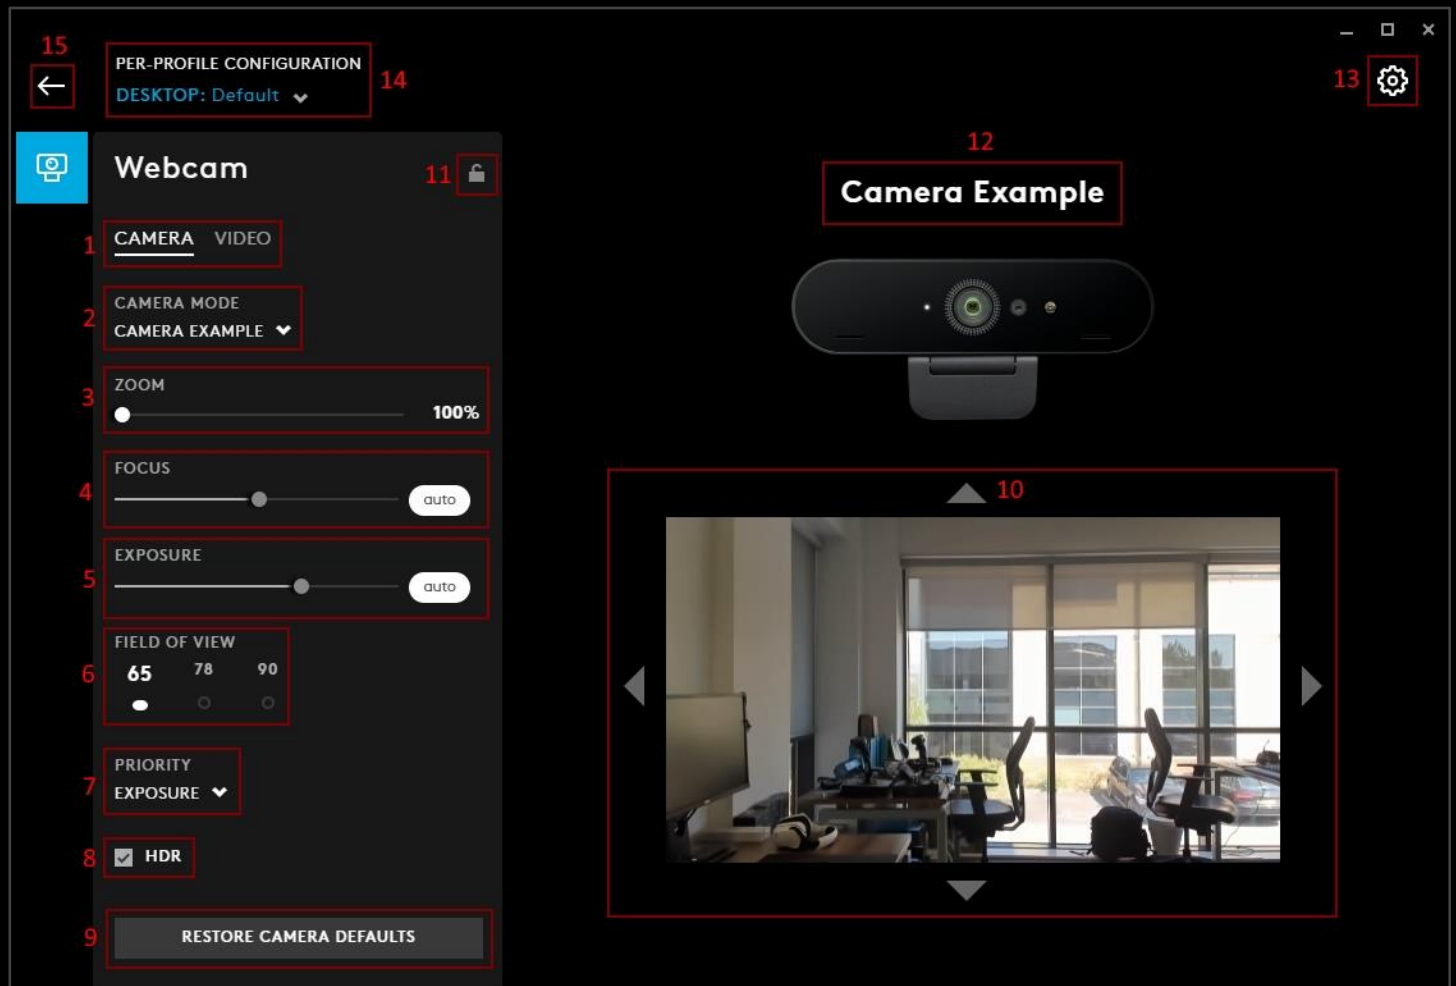 15
PER-PROFILE CONFIGURATION
DESKTOP: Default
14
13
Webcam
11
12
Camera Example
1
CAMERA VIDEO
2
CAMERA MODE
CAMERA EXAMPLE
3
ZOOM
100%
4
FOCUS
auto
10
5
EXPOSURE
auto
6
FIELD OF VIEW
65 78 90
7
PRIORITY
EXPOSURE
8
HDR
9
RESTORE CAMERA DEFAULTS